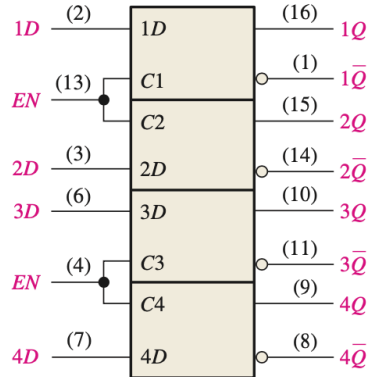 (2) (16)
1D 1D 1Q
(13) (1)
C1 1Q̅
EN (15)
C2 2Q
(3) (14)
2D 2D 2Q̅
(6) (10)
3D 3D 3Q
(4) (11)
C3 3Q̅
EN (9)
C4 4Q
(7) (8)
4D 4D 4Q̅